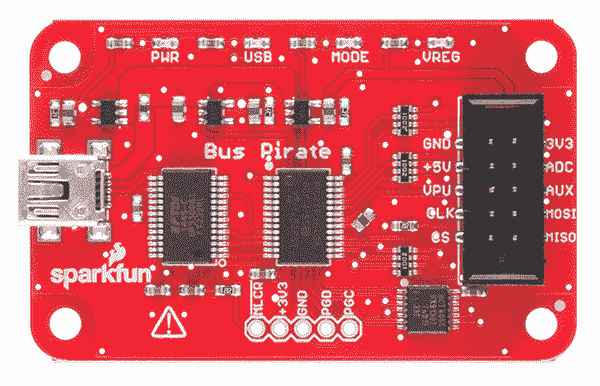 PWR USB MODE VREG
Bus Pirate
GND 3V3
+5V ADC
VPU AUX
CLK MOSI
CS MISO
sparkfun
MCLR
+3V3
GND
PGD
PGC